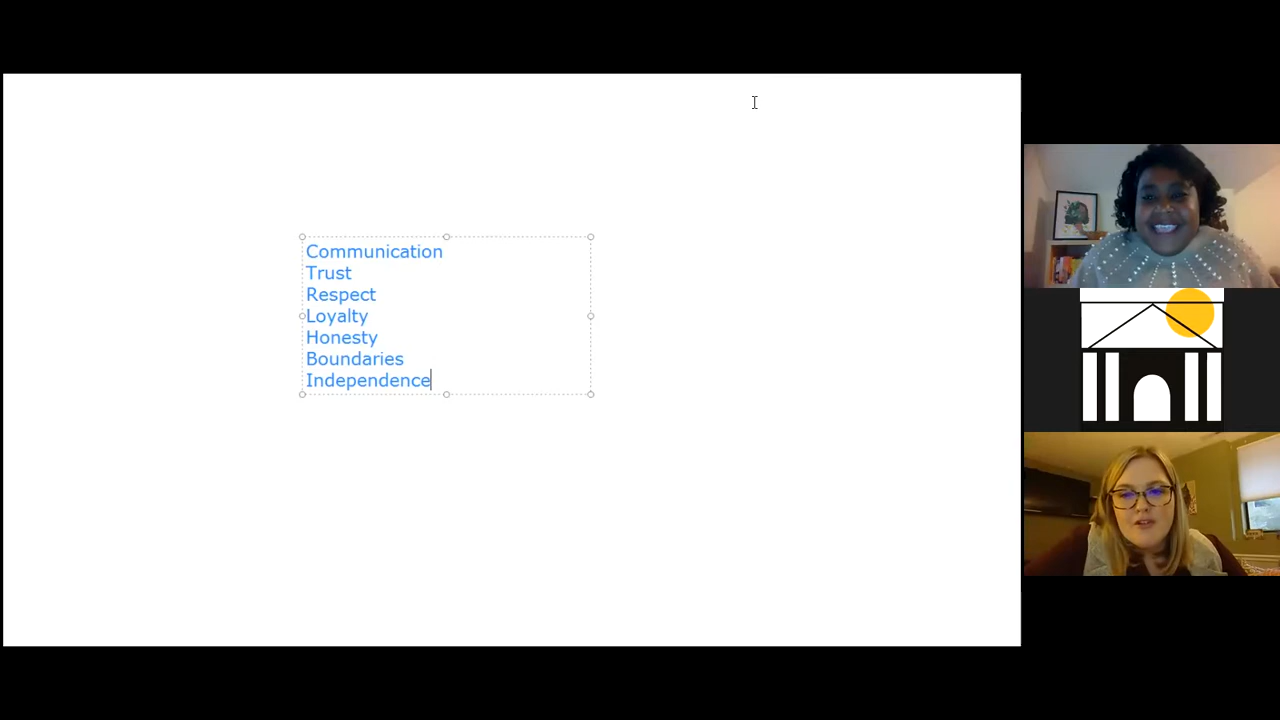 Communication
Trust
Respect
Loyalty
Honesty
Boundaries
Independence